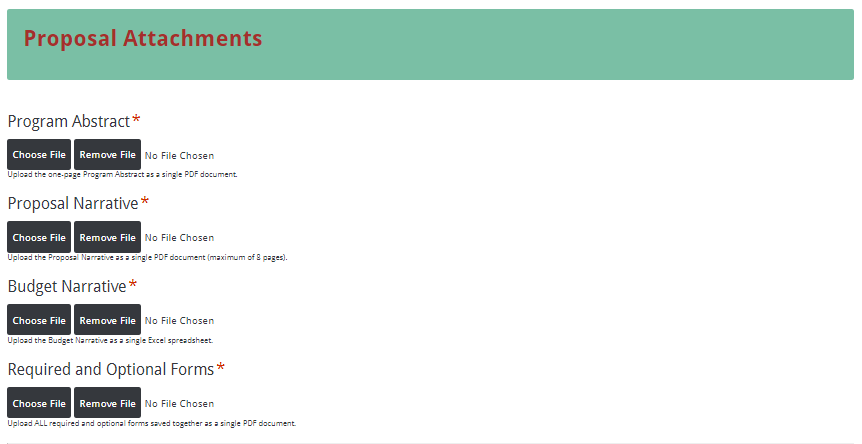 Proposal Attachments
Program Abstract*
Choose File Remove File No File Chosen
Upload the one-page Program Abstract as a single PDF document.
Proposal Narrative*
Choose File Remove File No File Chosen
Upload the Proposal Narrative as a single PDF document (maximum of 8 pages).
Budget Narrative*
Choose File Remove File No File Chosen
Upload the Budget Narrative as a single Excel spreadsheet.
Required and Optional Forms*
Choose File Remove File No File Chosen
Upload ALL required and optional forms saved together as a single PDF document.